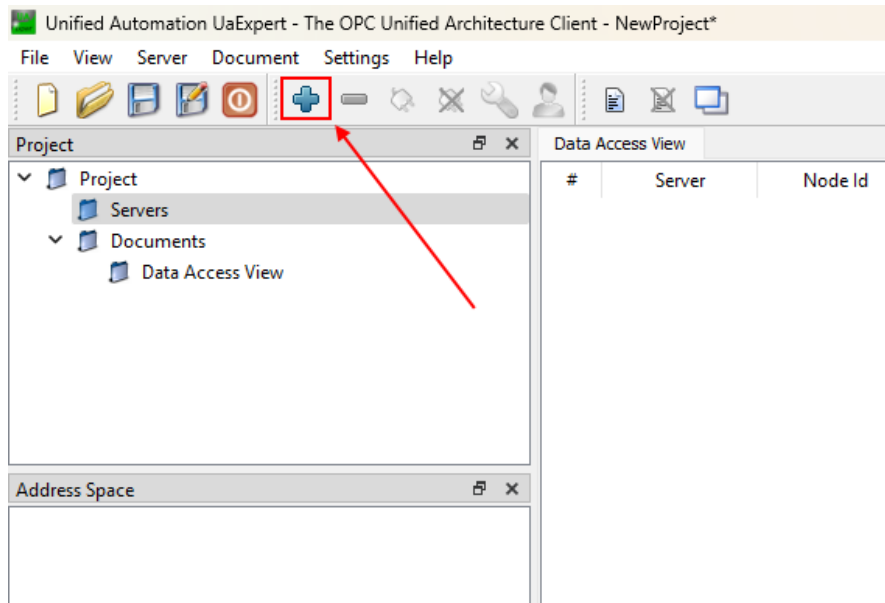 Unified Automation UaExpert - The OPC Unified Architecture Client - NewProject*
File View Server Document Settings Help
Project
Project
Servers
Documents
Data Access View
Address Space
Data Access View
# Server Node Id